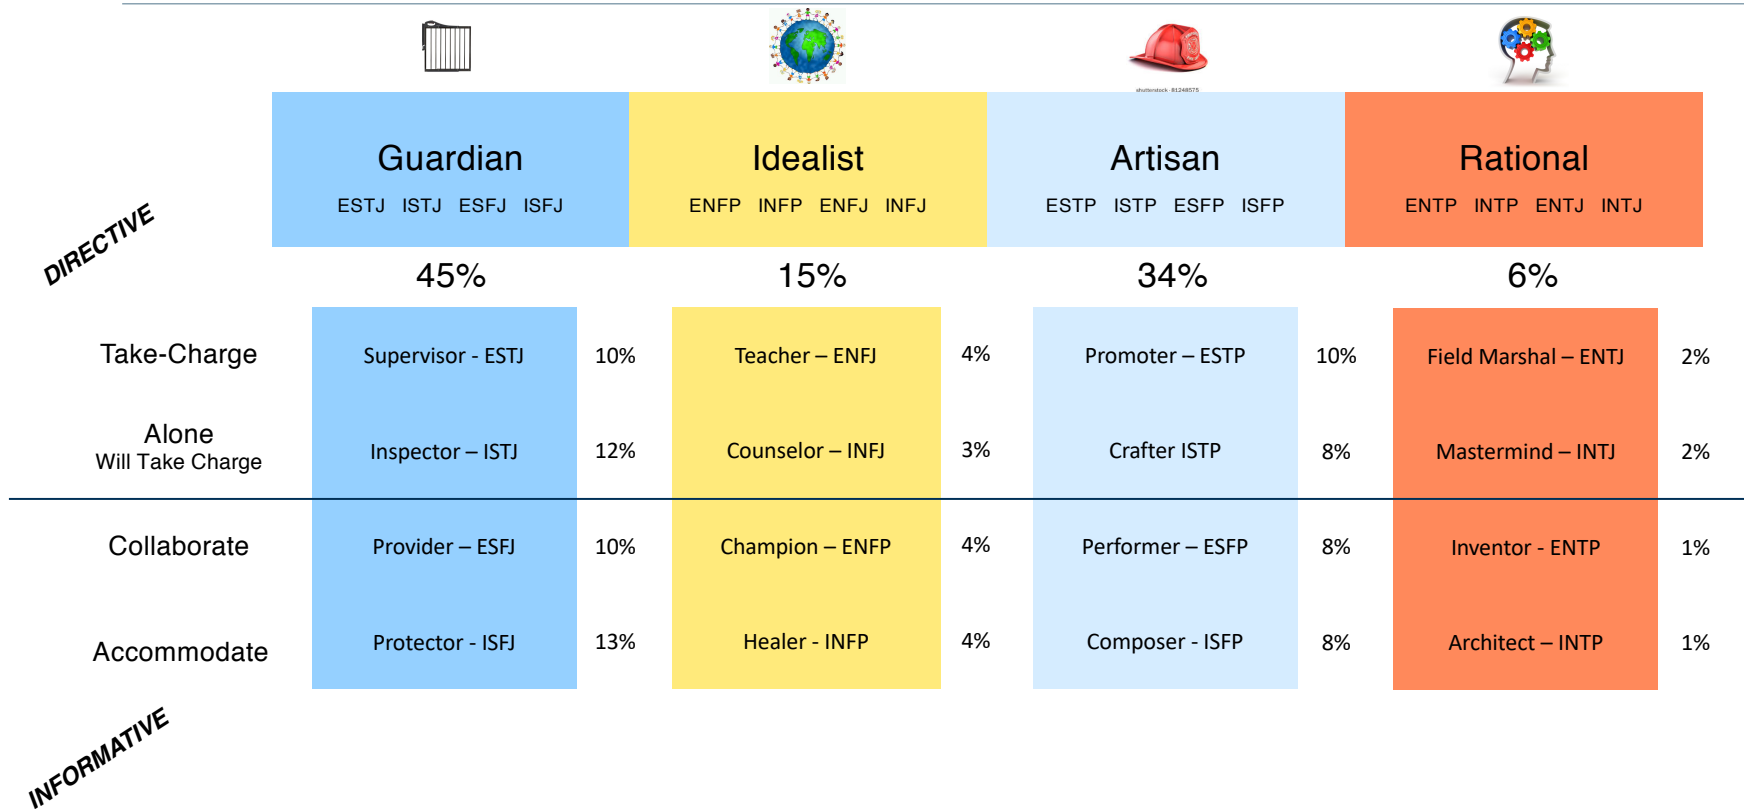 shutterstock · 81248575
Guardian Idealist Artisan Rational
ESTJ ISTJ ESFJ ISFJ ENFP INFP ENFJ INFJ ESTP ISTP ESFP ISFP ENTP INTP ENTJ INTJ
DIRECTIVE
45% 15% 34% 6%
Take-Charge Supervisor - ESTJ 10% Teacher – ENFJ 4% Promoter – ESTP 10% Field Marshal – ENTJ 2%
Alone
Will Take Charge Inspector – ISTJ 12% Counselor – INFJ 3% Crafter ISTP 8% Mastermind – INTJ 2%
Collaborate Provider – ESFJ 10% Champion – ENFP 4% Performer – ESFP 8% Inventor - ENTP 1%
Accommodate Protector - ISFJ 13% Healer - INFP 4% Composer - ISFP 8% Architect – INTP 1%
INFORMATIVE